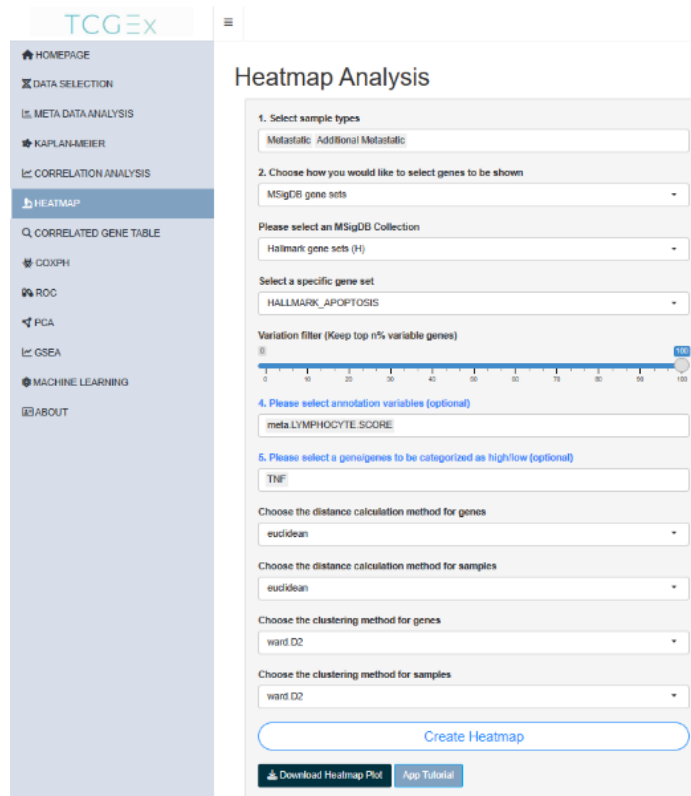 TCGEx
HOMEPAGE
DATA SELECTION
META DATA ANALYSIS
KAPLAN-MEIER
CORRELATION ANALYSIS
HEATMAP
CORRELATED GENE TABLE
COXPH
ROC
PCA
GSEA
MACHINE LEARNING
ABOUT
Heatmap Analysis
1. Select sample types
Metastatic Additional Metastatic
2. Choose how you would like to select genes to be shown
MSigDB gene sets
Please select an MSigDB Collection
Hallmark gene sets (H)
Select a specific gene set
HALLMARK_APOPTOSIS
Variation filter (Keep top n% variable genes)
0 100
0 10 20 30 40 50 60 70 80 90 100
4. Please select annotation variables (optional)
meta.LYMPHOCYTE.SCORE
5. Please select a gene/genes to be categorized as high/low (optional)
TNF
Choose the distance calculation method for genes
euclidean
Choose the distance calculation method for samples
euclidean
Choose the clustering method for genes
ward.D2
Choose the clustering method for samples
ward.D2
Create Heatmap
Download Heatmap Plot App Tutorial